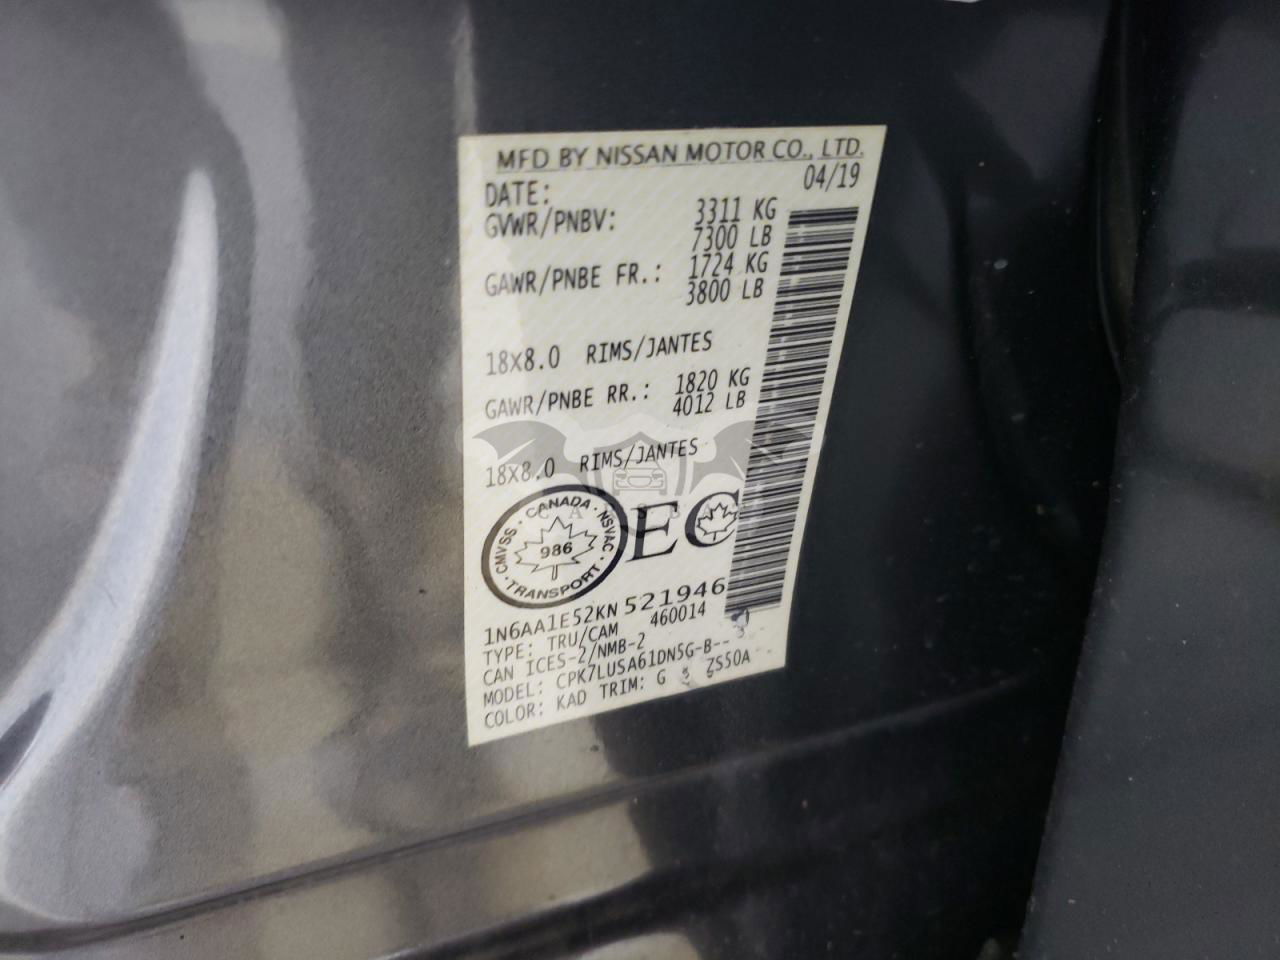 MFD BY NISSAN MOTOR CO., LTD.
DATE: 04/19
GVWR/PNBV: 3311 KG
7300 LB
GAWR/PNBE FR.: 1724 KG
3800 LB
18x8.0 RIMS/JANTES
GAWR/PNBE RR.: 1820 KG
4012 LB
18x8.0 RIMS/JANTES
CANADA · NSVAC · TRANSPORT · CMVSS ·
986
EC
1N6AA1E52KN 521946
TYPE: TRU/CAM 460014
CAN ICES-2/NMB-2
MODEL: CPK7LUSA61DN5G-B--
COLOR: KAD TRIM: G ZS50A